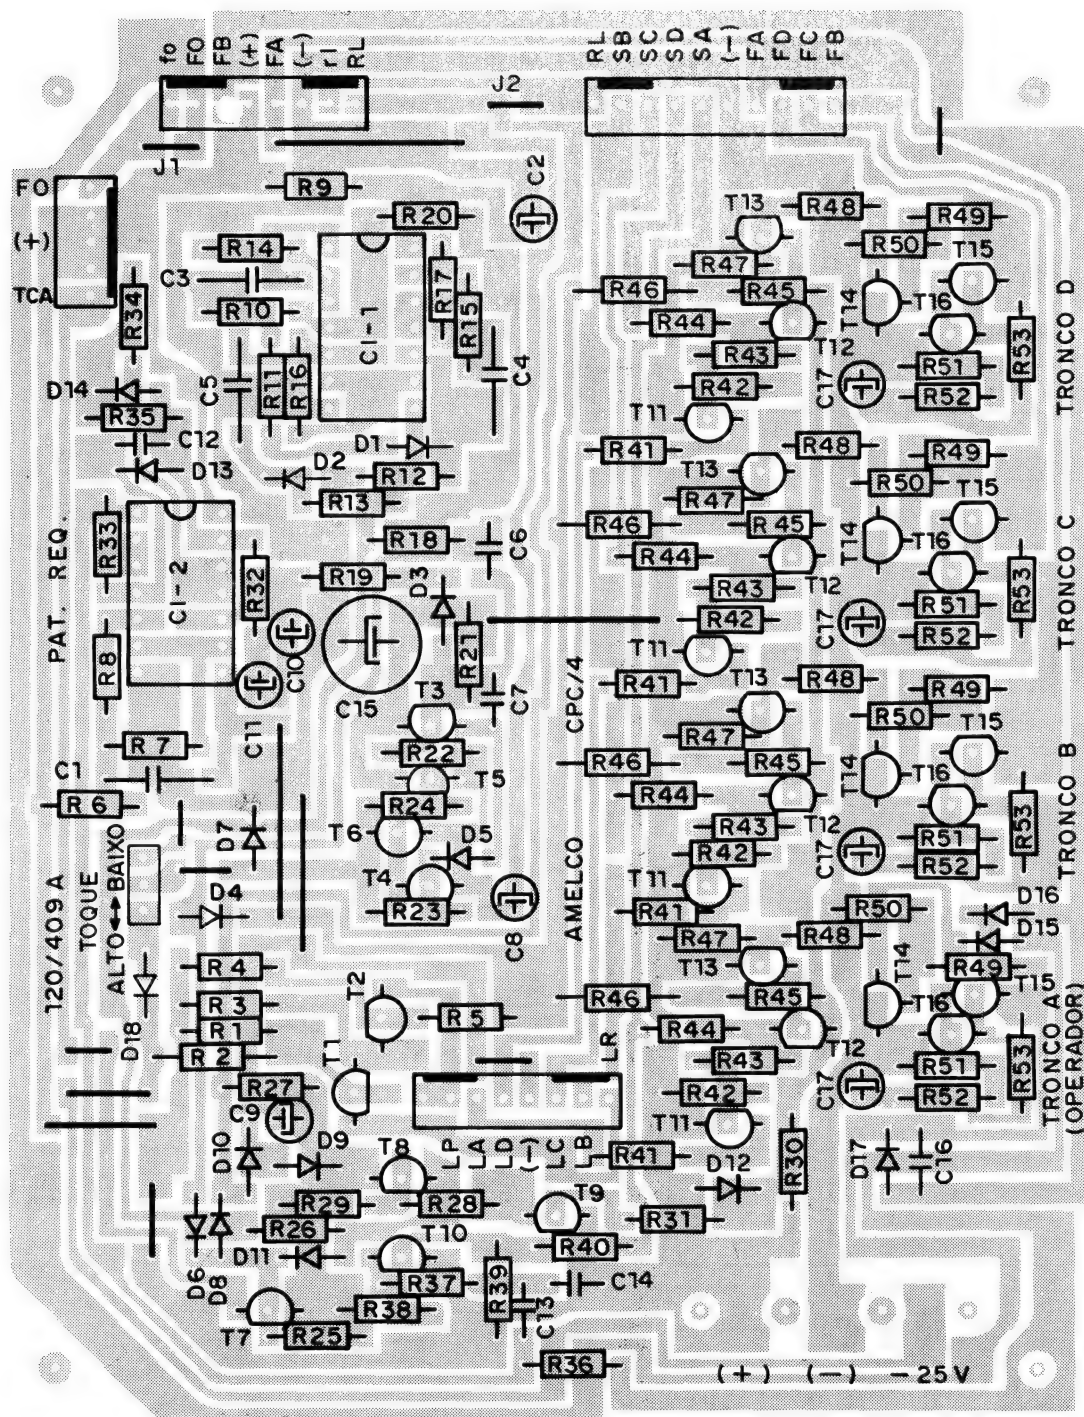 fo
FO
FB
(+)
FA
(-)
rI
RL
J2
RL
SB
SC
SD
SA
(-)
FA
FD
FC
FB
J1
FO
(+)
TCA
R9
C2
R20
T13
R48
R49
R14
R50
T15
C3
R47
R10
R17
R15
R46
R45
T14
T16
R34
CI-1
R44
T12
R53
TRONCO D
R43
R51
D14
C5
R11
R16
C4
R42
C17
R52
R35
T11
C12
D1
R41
R48
R49
D13
D2
R12
T13
R50
T15
R13
R47
R33
R46
R45
T14
T16
CI-2
R18
C6
R44
T12
R53
TRONCO C
PAT. REQ.
R32
R19
D3
R43
R51
R42
C17
R52
R8
C10
R21
T11
C11
C15
T3
C7
R41
T13
R48
R49
CPC/4
R50
T15
R7
R22
R47
C1
T5
R46
R45
T14
T16
R6
R24
R44
T12
R53
TRONCO B
D7
T6
D5
R43
R51
R42
C17
R52
TOQUE
ALTO↔BAIXO
T4
T11
D4
R23
C8
AMELCO
R41
R50
D16
R48
D15
120/409 A
R47
R4
T13
R49
D18
T2
T14
T15
R3
R46
R45
T16
R1
R5
R44
T12
R53
R2
T1
LR
R43
R51
R27
R42
C17
R52
TRONCO A
(OPERADOR)
C9
T11
D10
D9
T8
LP
LA
LD
(-)
LC
LB
R41
D12
R30
D17
C16
R29
R28
T9
R26
R31
D6
D8
D11
T10
R40
R37
R39
C14
R38
C13
T7
R25
R36
(+)
(-)
-25V